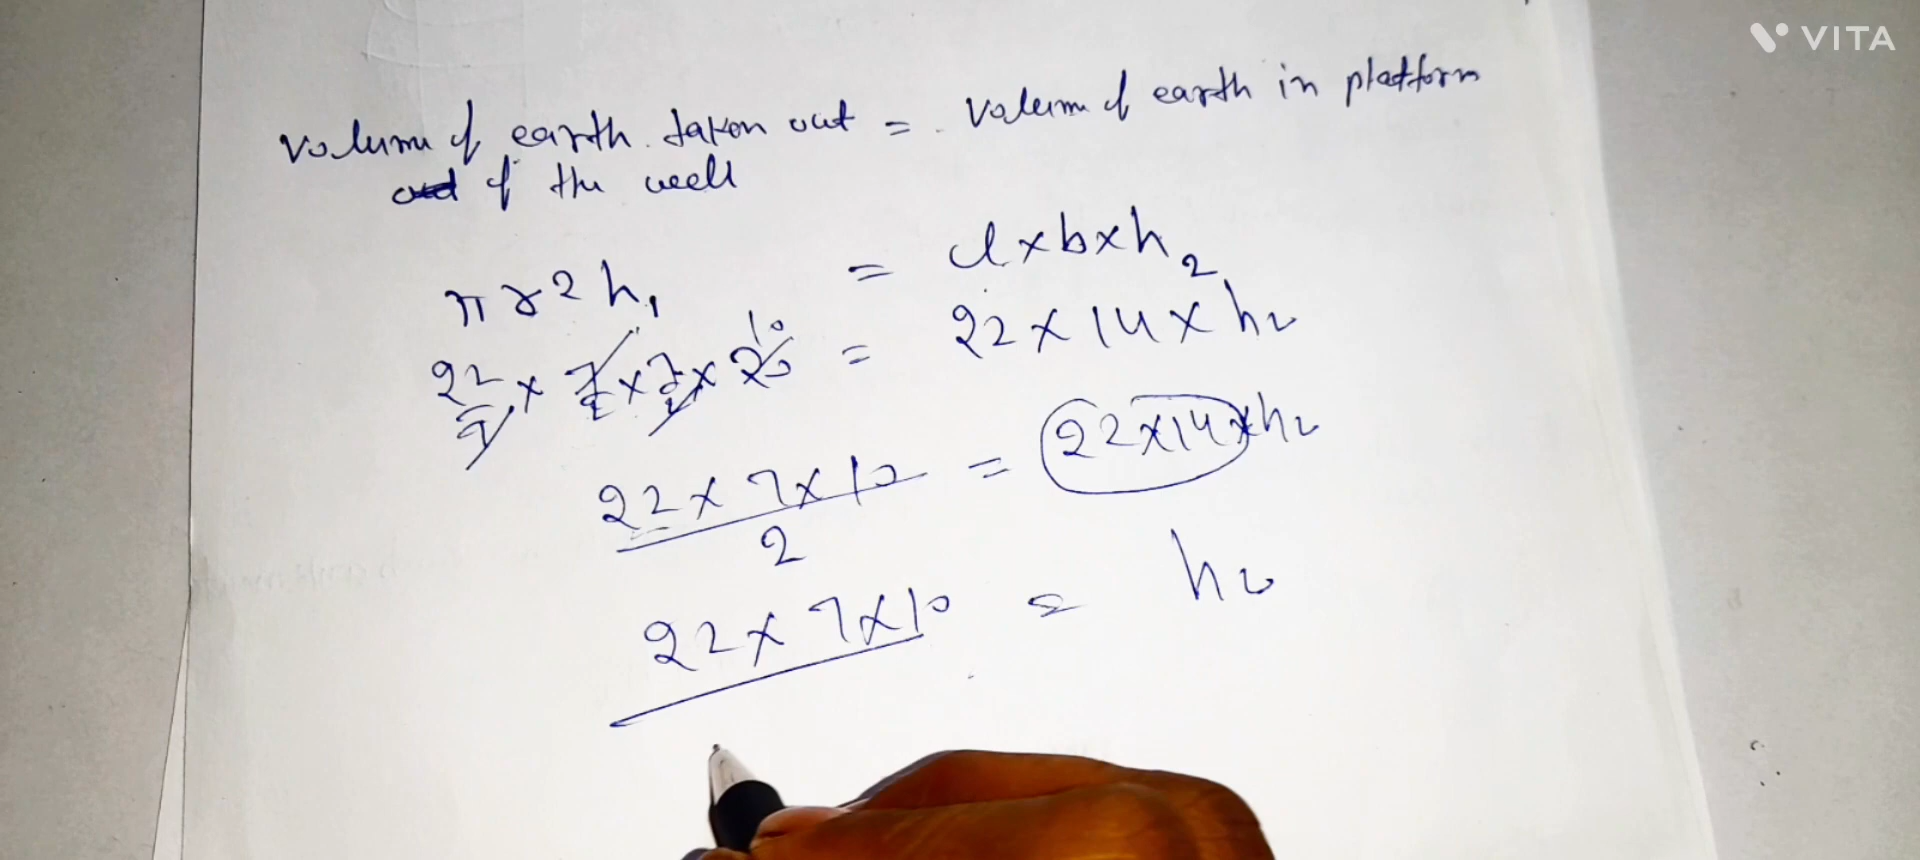 VITA
volume of earth taken out = volume of earth in platform
of the well
πr2h₁ = l×b×h₂
22/7 × 7/2 × 7/2 × 20 10 = 22×14×h₂
22×7×10/2 = 22×14×h₂
22×7×10 = h₂